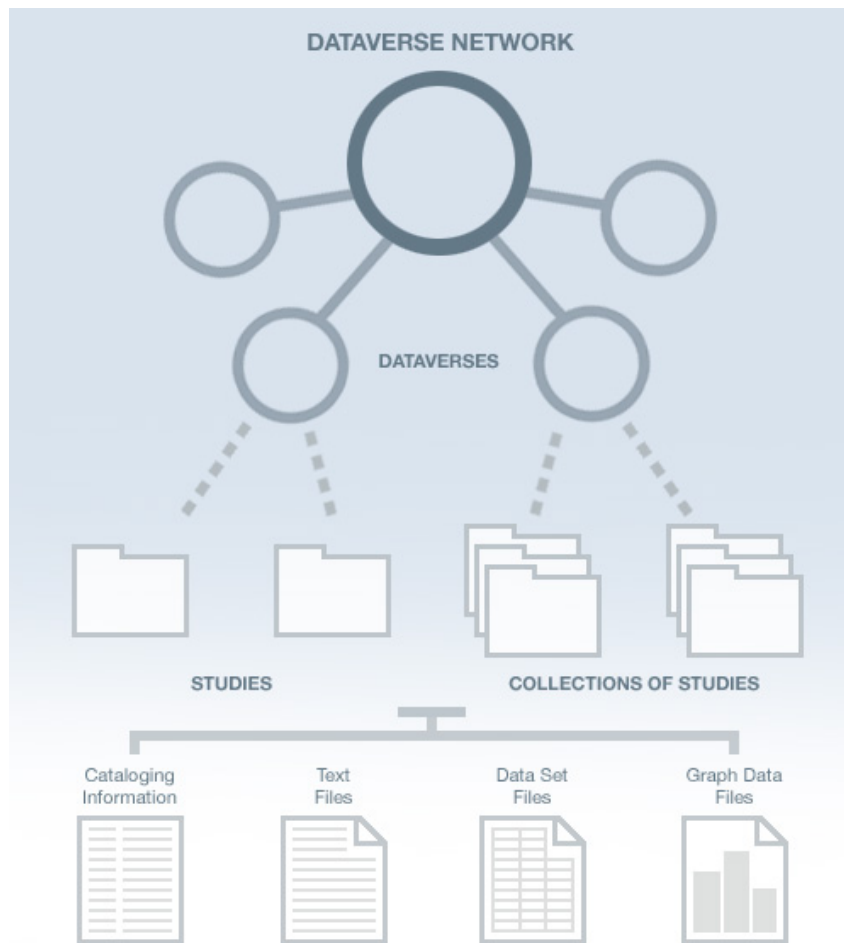 DATAVERSE NETWORK
DATAVERSES
STUDIES
COLLECTIONS OF STUDIES
Cataloging
Information
Text
Files
Data Set
Files
Graph Data
Files